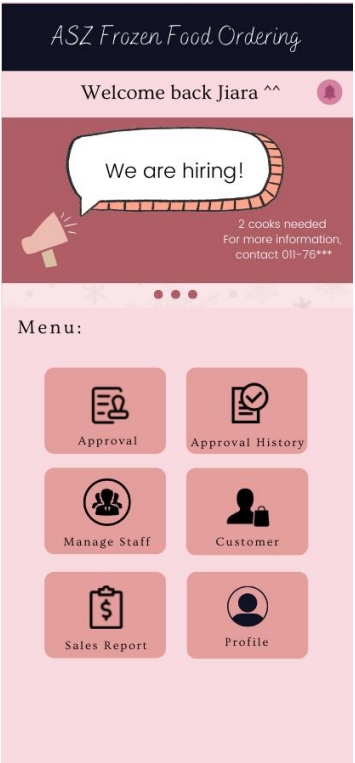 ASZ Frozen Food Ordering
Welcome back Jiara ^^
We are hiring!
2 cooks needed
For more information,
contact 011-76***
Menu:
Approval
Approval History
Manage Staff
Customer
Sales Report
Profile